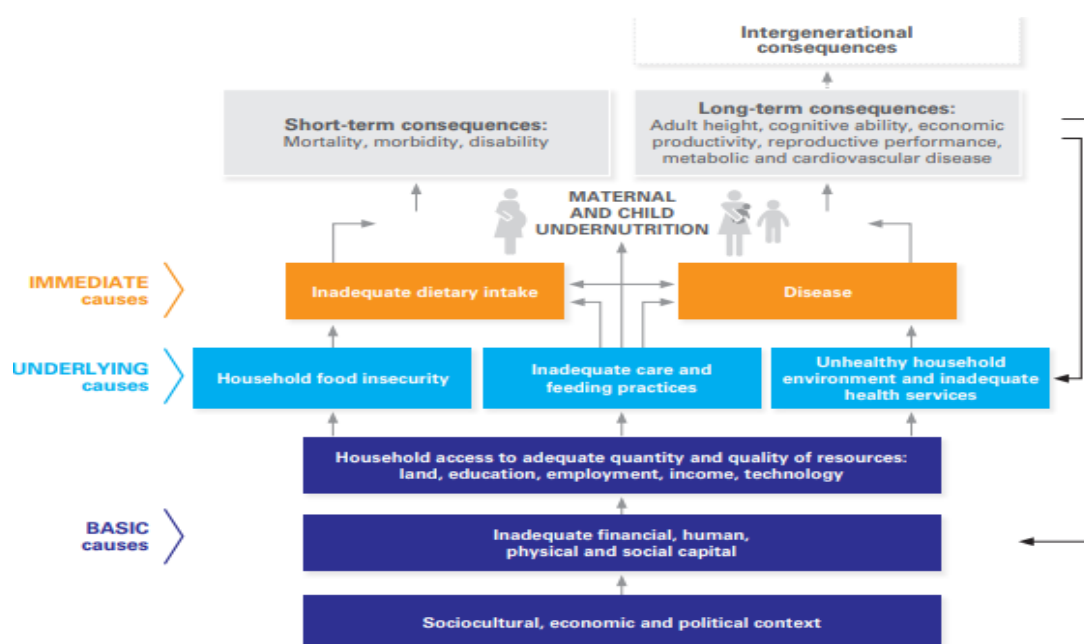 Intergenerational
consequences
Short-term consequences:
Mortality, morbidity, disability
Long-term consequences:
Adult height, cognitive ability, economic
productivity, reproductive performance,
metabolic and cardiovascular disease
MATERNAL
AND CHILD
UNDERNUTRITION
IMMEDIATE
causes
Inadequate dietary intake
Disease
UNDERLYING
causes
Household food insecurity
Inadequate care and
feeding practices
Unhealthy household
environment and inadequate
health services
Household access to adequate quantity and quality of resources:
land, education, employment, income, technology
BASIC
causes
Inadequate financial, human,
physical and social capital
Sociocultural, economic and political context